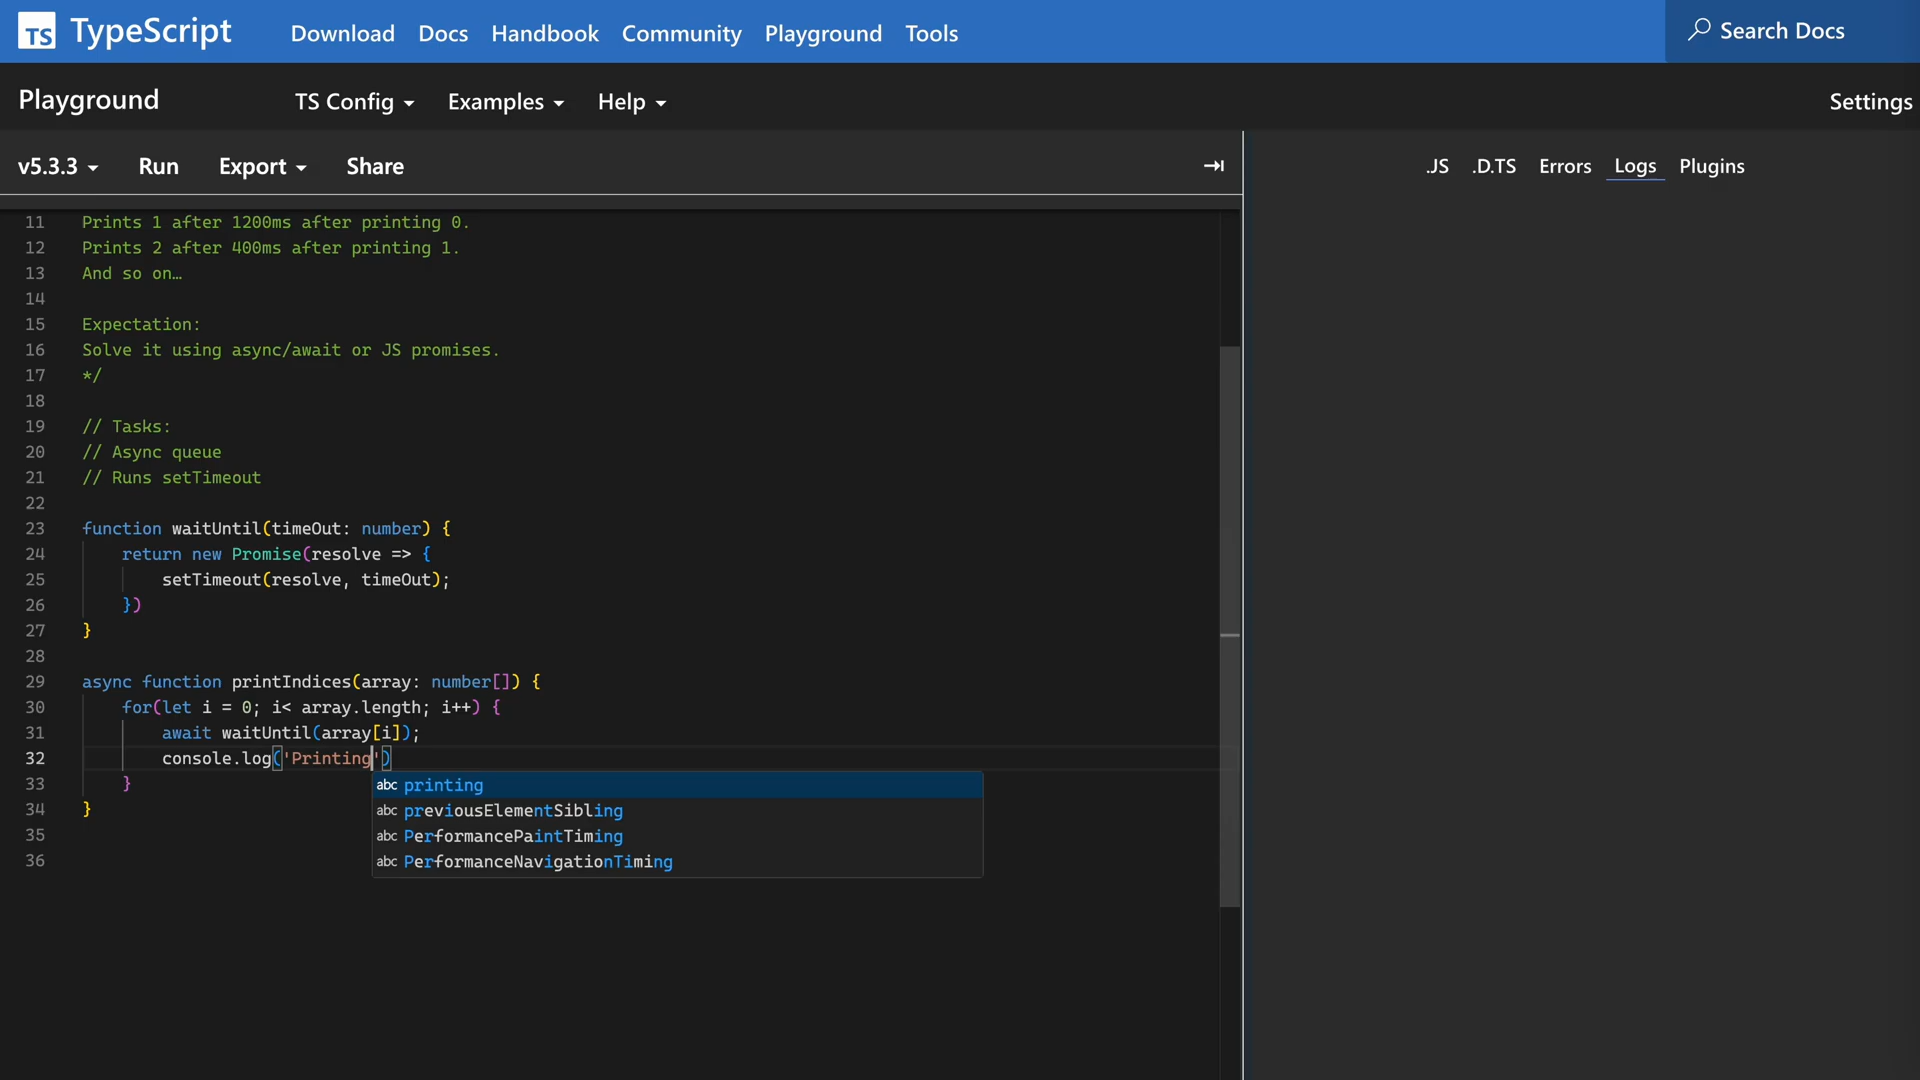 TS TypeScript Download Docs Handbook Community Playground Tools Search Docs
Playground TS Config Examples Help Settings
v5.3.3 Run Export Share .JS .D.TS Errors Logs Plugins
11 Prints 1 after 1200ms after printing 0.
12 Prints 2 after 400ms after printing 1.
13 And so on…
14
15 Expectation:
16 Solve it using async/await or JS promises.
17 */
18
19 // Tasks:
20 // Async queue
21 // Runs setTimeout
22
23 function waitUntil(timeOut: number) {
24 return new Promise(resolve => {
25 setTimeout(resolve, timeOut);
26 })
27 }
28
29 async function printIndices(array: number[]) {
30 for(let i = 0; i< array.length; i++) {
31 await waitUntil(array[i]);
32 console.log('Printing')
33 }
abc printing
abc previousElementSibling
34 }
35
abc PerformancePaintTiming
36
abc PerformanceNavigationTiming